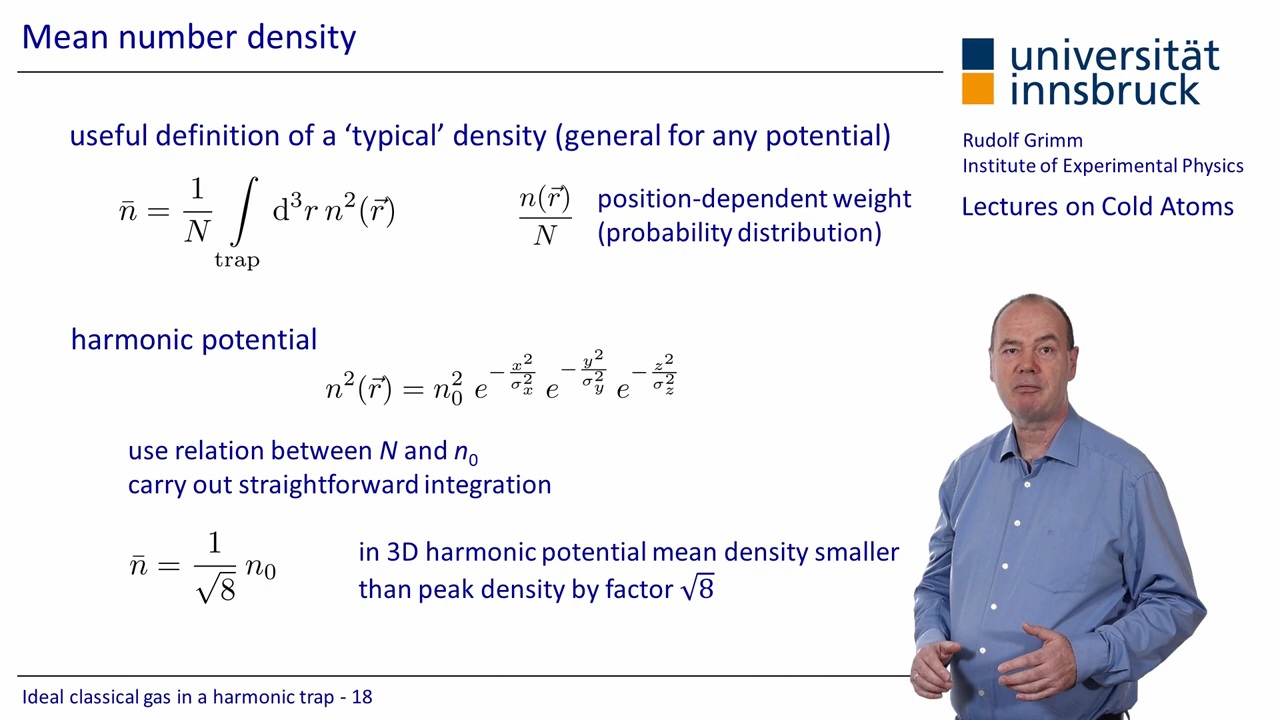 Mean number density
universität
innsbruck
Rudolf Grimm
Institute of Experimental Physics
Lectures on Cold Atoms
useful definition of a ‘typical’ density (general for any potential)
n̄ = 1/N ∫_trap d³r n²(r⃗)
n(r⃗)/N
position-dependent weight
(probability distribution)
harmonic potential
n²(r⃗) = n₀² e^(−x²/σₓ²) e^(−y²/σ_y²) e^(−z²/σ_z²)
use relation between N and n₀
carry out straightforward integration
n̄ = 1/√8 n₀
in 3D harmonic potential mean density smaller
than peak density by factor √8
Ideal classical gas in a harmonic trap - 18